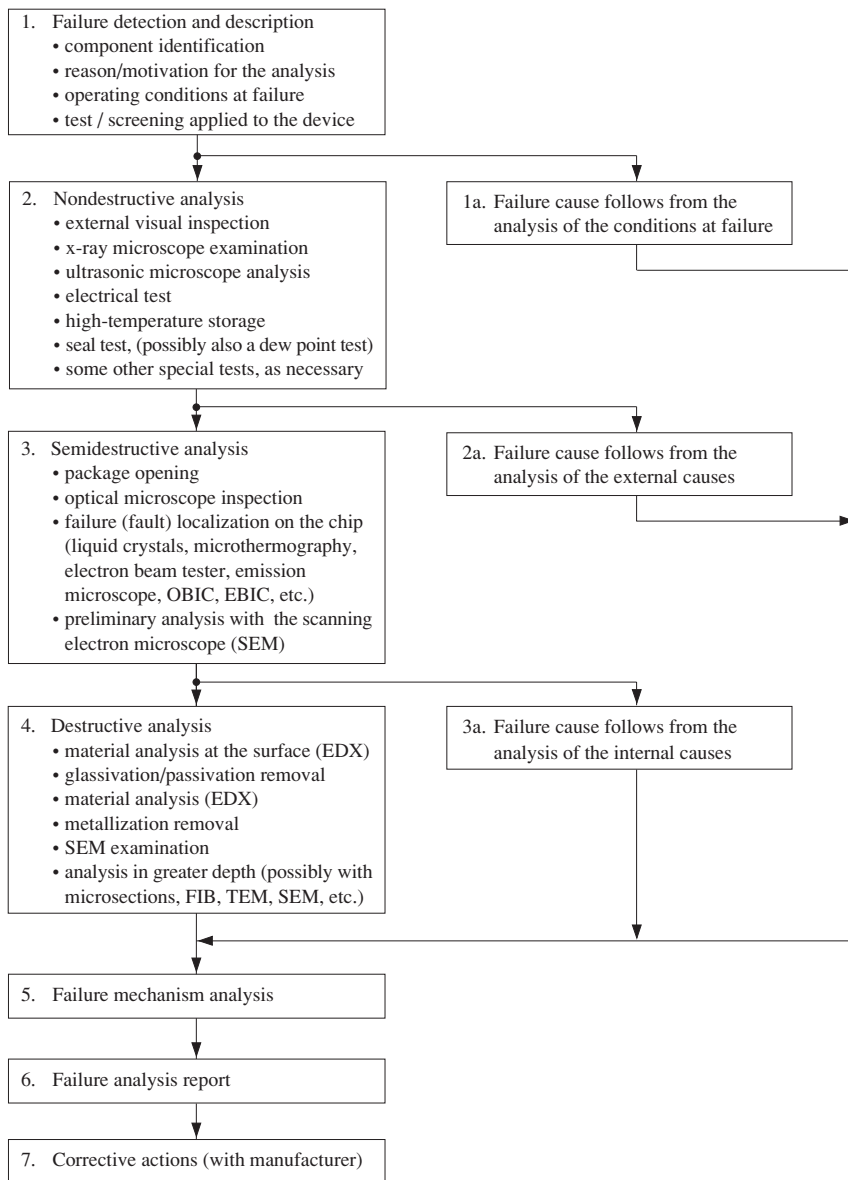 1. Failure detection and description
• component identification
• reason/motivation for the analysis
• operating conditions at failure
• test / screening applied to the device
2. Nondestructive analysis
• external visual inspection
• x-ray microscope examination
• ultrasonic microscope analysis
• electrical test
• high-temperature storage
• seal test, (possibly also a dew point test)
• some other special tests, as necessary
1a. Failure cause follows from the
analysis of the conditions at failure
3. Semidestructive analysis
• package opening
• optical microscope inspection
• failure (fault) localization on the chip
(liquid crystals, microthermography,
electron beam tester, emission
microscope, OBIC, EBIC, etc.)
• preliminary analysis with the scanning
electron microscope (SEM)
2a. Failure cause follows from the
analysis of the external causes
4. Destructive analysis
• material analysis at the surface (EDX)
• glassivation/passivation removal
• material analysis (EDX)
• metallization removal
• SEM examination
• analysis in greater depth (possibly with
microsections, FIB, TEM, SEM, etc.)
3a. Failure cause follows from the
analysis of the internal causes
5. Failure mechanism analysis
6. Failure analysis report
7. Corrective actions (with manufacturer)